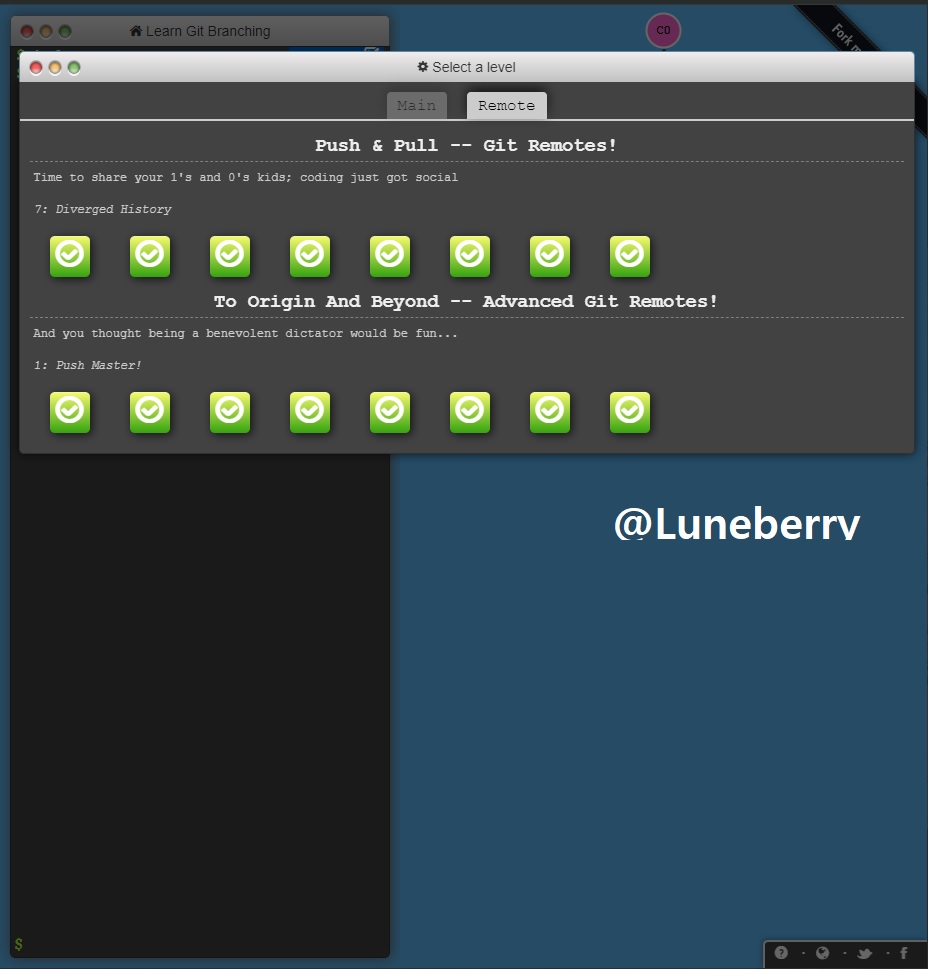 Learn Git Branching
C0
Select a level
Main
Remote
Push & Pull -- Git Remotes!
Time to share your 1's and 0's kids; coding just got social
7: Diverged History
To Origin And Beyond -- Advanced Git Remotes!
And you thought being a benevolent dictator would be fun...
1: Push Master!
@Luneberry
$